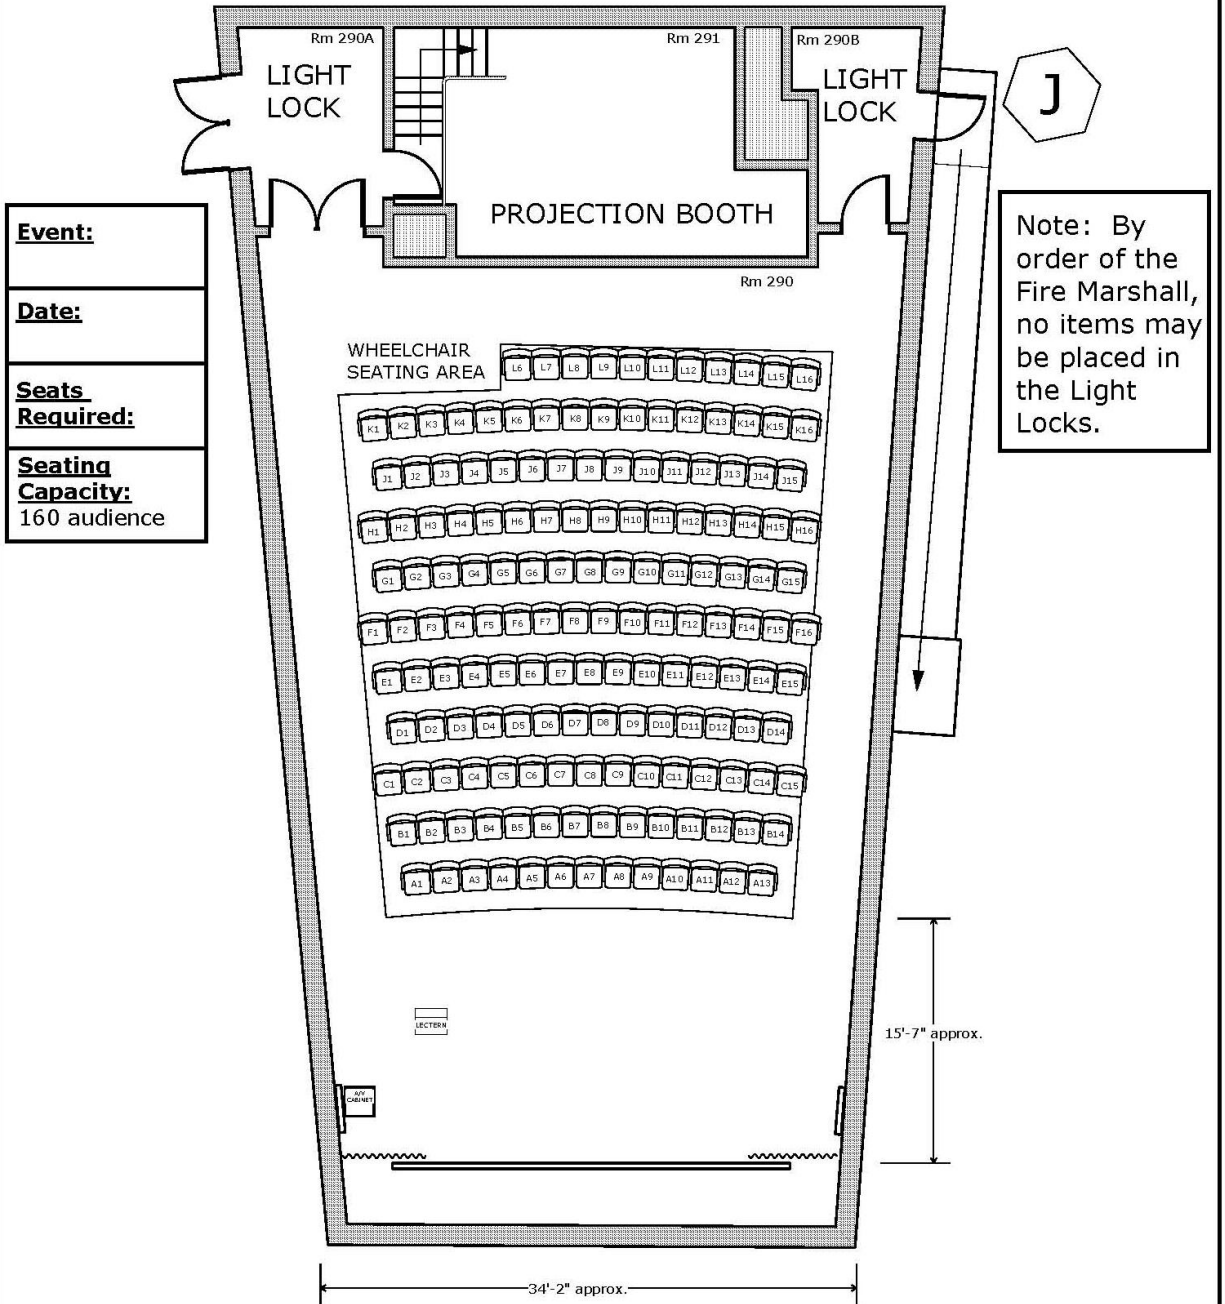 Rm 290A
Rm 291
Rm 290B
LIGHT
LOCK
LIGHT
LOCK
J
PROJECTION BOOTH
Rm 290
Event:
Date:
Seats
Required:
Seating
Capacity:
160 audience
Note: By
order of the
Fire Marshall,
no items may
be placed in
the Light
Locks.
WHEELCHAIR
SEATING AREA
L6 L7 L8 L9 L10 L11 L12 L13 L14 L15 L16
K1 K2 K3 K4 K5 K6 K7 K8 K9 K10 K11 K12 K13 K14 K15 K16
J1 J2 J3 J4 J5 J6 J7 J8 J9 J10 J11 J12 J13 J14 J15
H1 H2 H3 H4 H5 H6 H7 H8 H9 H10 H11 H12 H13 H14 H15 H16
G1 G2 G3 G4 G5 G6 G7 G8 G9 G10 G11 G12 G13 G14 G15
F1 F2 F3 F4 F5 F6 F7 F8 F9 F10 F11 F12 F13 F14 F15 F16
E1 E2 E3 E4 E5 E6 E7 E8 E9 E10 E11 E12 E13 E14 E15
D1 D2 D3 D4 D5 D6 D7 D8 D9 D10 D11 D12 D13 D14
C1 C2 C3 C4 C5 C6 C7 C8 C9 C10 C11 C12 C13 C14 C15
B1 B2 B3 B4 B5 B6 B7 B8 B9 B10 B11 B12 B13 B14
A1 A2 A3 A4 A5 A6 A7 A8 A9 A10 A11 A12 A13
LECTERN
15'-7" approx.
A/V
CABINET
34'-2" approx.